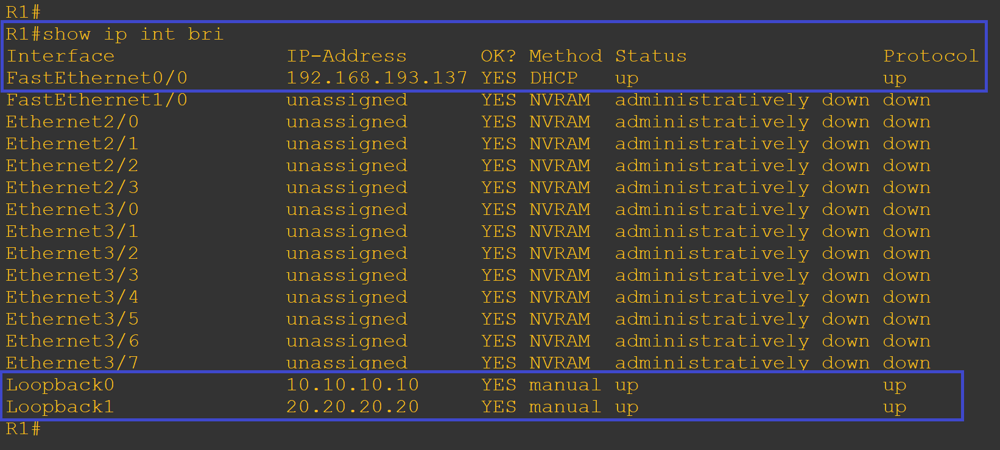 R1#
R1#show ip int bri
Interface              IP-Address      OK? Method Status                Protocol
FastEthernet0/0        192.168.193.137 YES DHCP   up                    up
FastEthernet1/0        unassigned      YES NVRAM  administratively down down
Ethernet2/0            unassigned      YES NVRAM  administratively down down
Ethernet2/1            unassigned      YES NVRAM  administratively down down
Ethernet2/2            unassigned      YES NVRAM  administratively down down
Ethernet2/3            unassigned      YES NVRAM  administratively down down
Ethernet3/0            unassigned      YES NVRAM  administratively down down
Ethernet3/1            unassigned      YES NVRAM  administratively down down
Ethernet3/2            unassigned      YES NVRAM  administratively down down
Ethernet3/3            unassigned      YES NVRAM  administratively down down
Ethernet3/4            unassigned      YES NVRAM  administratively down down
Ethernet3/5            unassigned      YES NVRAM  administratively down down
Ethernet3/6            unassigned      YES NVRAM  administratively down down
Ethernet3/7            unassigned      YES NVRAM  administratively down down
Loopback0              10.10.10.10     YES manual up                    up
Loopback1              20.20.20.20     YES manual up                    up
R1#